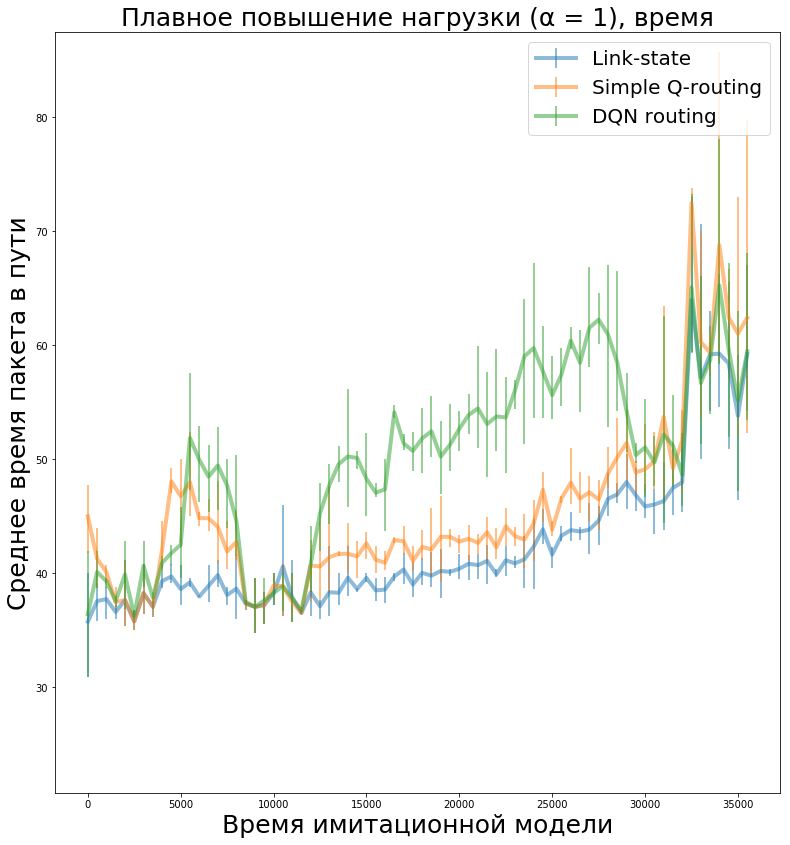 Плавное повышение нагрузки (α = 1), время
Link-state
Simple Q-routing
DQN routing
Среднее время пакета в пути
80
70
60
50
40
30
0 5000 10000 15000 20000 25000 30000 35000
Время имитационной модели